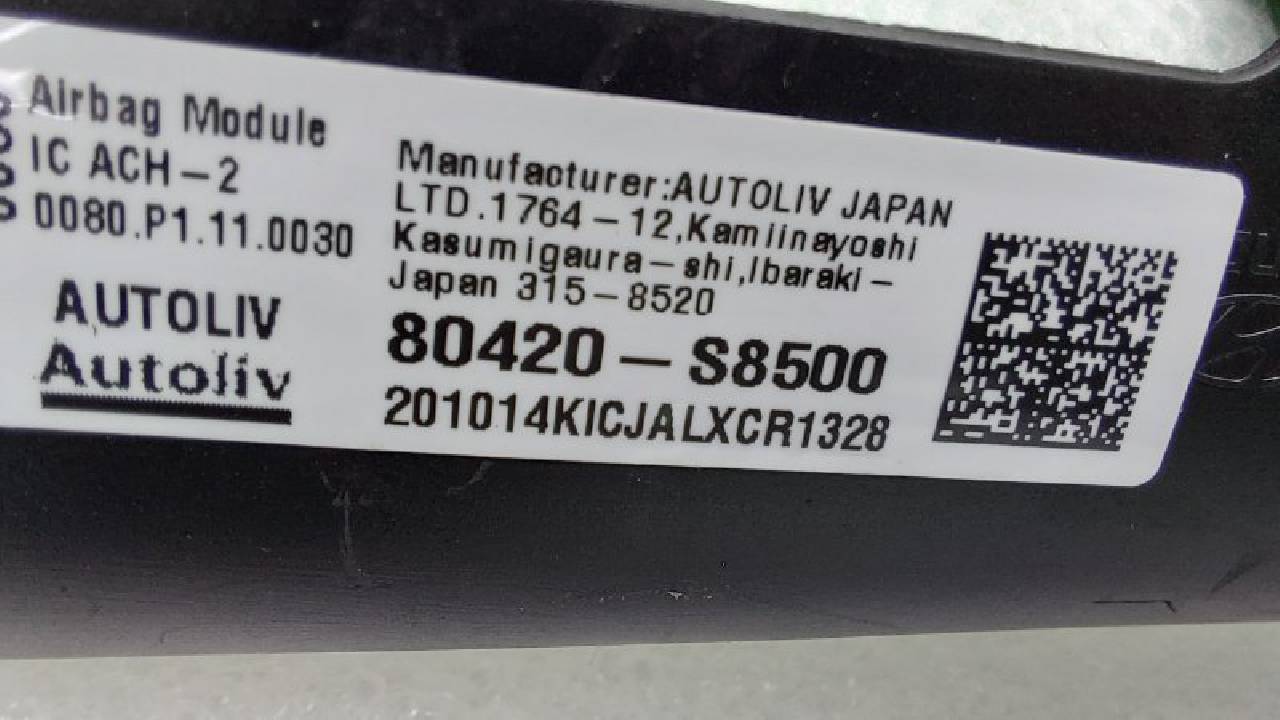 Airbag Module
IC ACH-2
0080.P1.11.0030
AUTOLIV
Autoliv
Manufacturer:AUTOLIV JAPAN
LTD.1764-12,Kamiinayoshi
Kasumigaura-shi,Ibaraki-
Japan 315-8520
80420-S8500
201014KICJALXCR1328